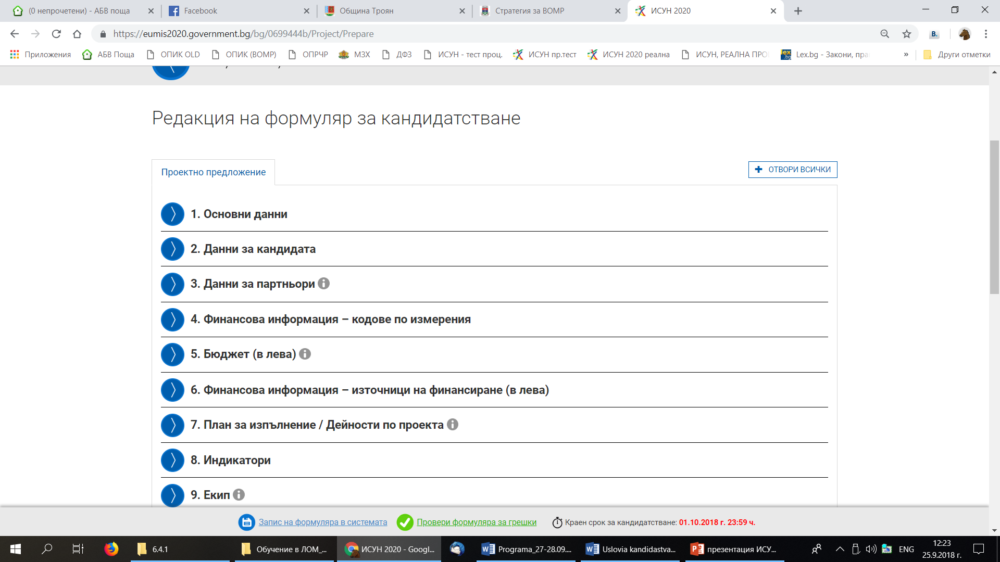 (0 непрочетени) - АБВ поща
Facebook
Община Троян
Стратегия за ВОМР
ИСУН 2020
https://eumis2020.government.bg/bg/0699444b/Project/Prepare
B.
Приложения
АБВ Поща
ОПИК OLD
ОПИК (ВОМР)
ОПРЧР
МЗХ
ДФЗ
ИСУН - тест проц.
ИСУН пр.тест
ИСУН 2020 реална
ИСУН, РЕАЛНА ПРО
Lex.bg - Закони, пра
»
Други отметки
Редакция на формуляр за кандидатстване
Проектно предложение
ОТВОРИ ВСИЧКИ
1. Основни данни
2. Данни за кандидата
3. Данни за партньори
4. Финансова информация – кодове по измерения
5. Бюджет (в лева)
6. Финансова информация – източници на финансиране (в лева)
7. План за изпълнение / Дейности по проекта
8. Индикатори
9. Екип
Запис на формуляра в системата
Провери формуляра за грешки
Краен срок за кандидатстване: 01.10.2018 г. 23:59 ч.
6.4.1
Обучение в ЛОМ_...
ИСУН 2020 - Googl...
Programa_27-28.09....
Uslovia kandidastva...
презентация ИСУ...
ENG
12:23
25.9.2018 г.